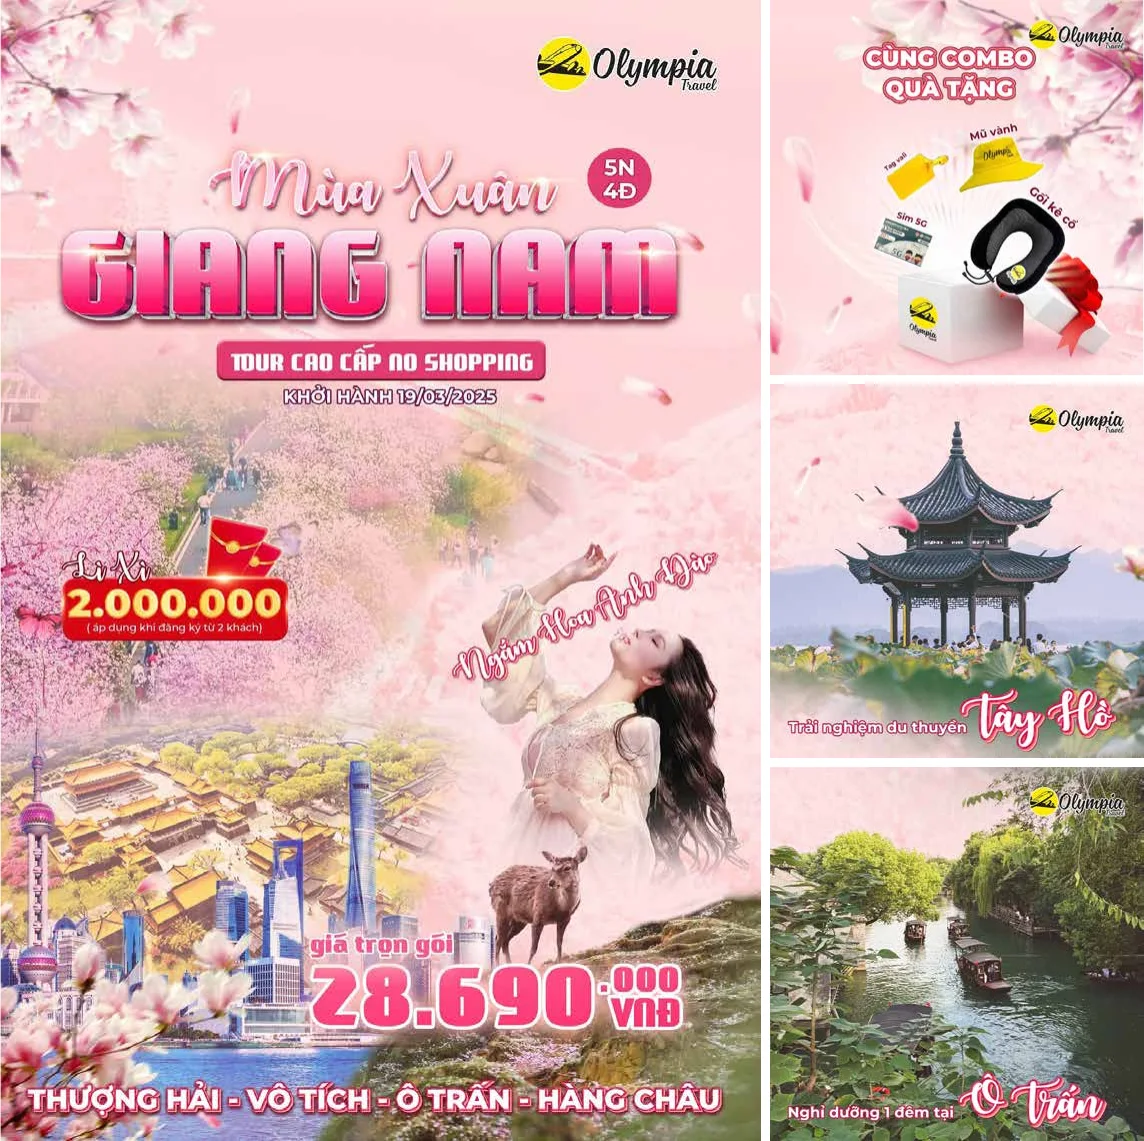 Olympia
Travel
Mùa Xuân
5N
4Đ
GIANG NAM
TOUR CAO CẤP NO SHOPPING
KHỞI HÀNH 19/03/2025
Lì Xì
2.000.000
( áp dụng khi đăng ký từ 2 khách)
Ngắm Hoa Anh Đào
giá trọn gói
28.690.000
VNĐ
THƯỢNG HẢI - VÔ TÍCH - Ô TRẤN - HÀNG CHÂU
Olympia
Travel
CÙNG COMBO
QUÀ TẶNG
Mũ vành
Tag vali
Olympia
Gối kê cổ
Sim 5G
5G
Olympia
Travel
Olympia
Travel
Trải nghiệm du thuyền Tây Hồ
Olympia
Travel
Nghỉ dưỡng 1 đêm tại Ô Trấn